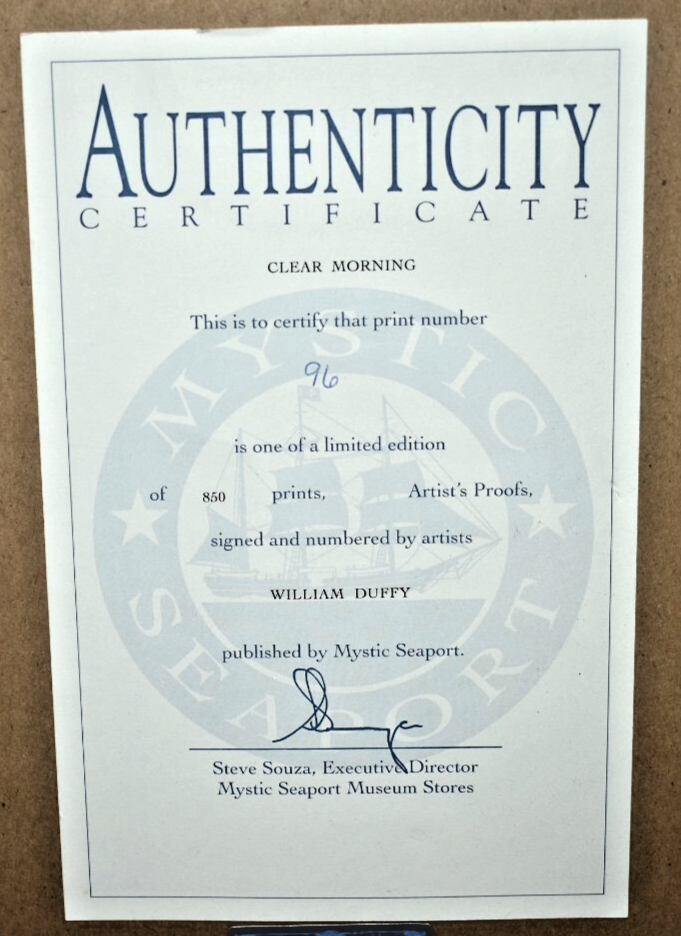 AUTHENTICITY
CERTIFICATE
CLEAR MORNING
This is to certify that print number
96
is one of a limited edition
of 850 prints, Artist's Proofs,
signed and numbered by artists
WILLIAM DUFFY
published by Mystic Seaport.
Steve Souza, Executive Director
Mystic Seaport Museum Stores
MYSTIC
SEAPORT